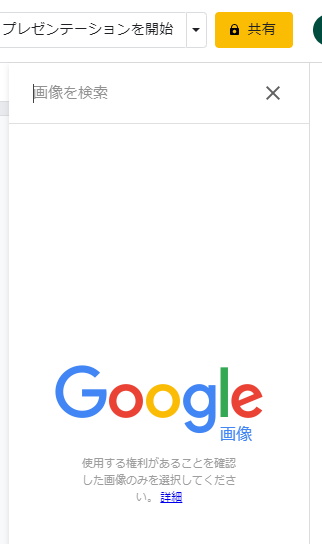 プレゼンテーションを開始
共有
画像を検索
Google
画像
使用する権利があることを確認
した画像のみを選択してくださ
い。 詳細